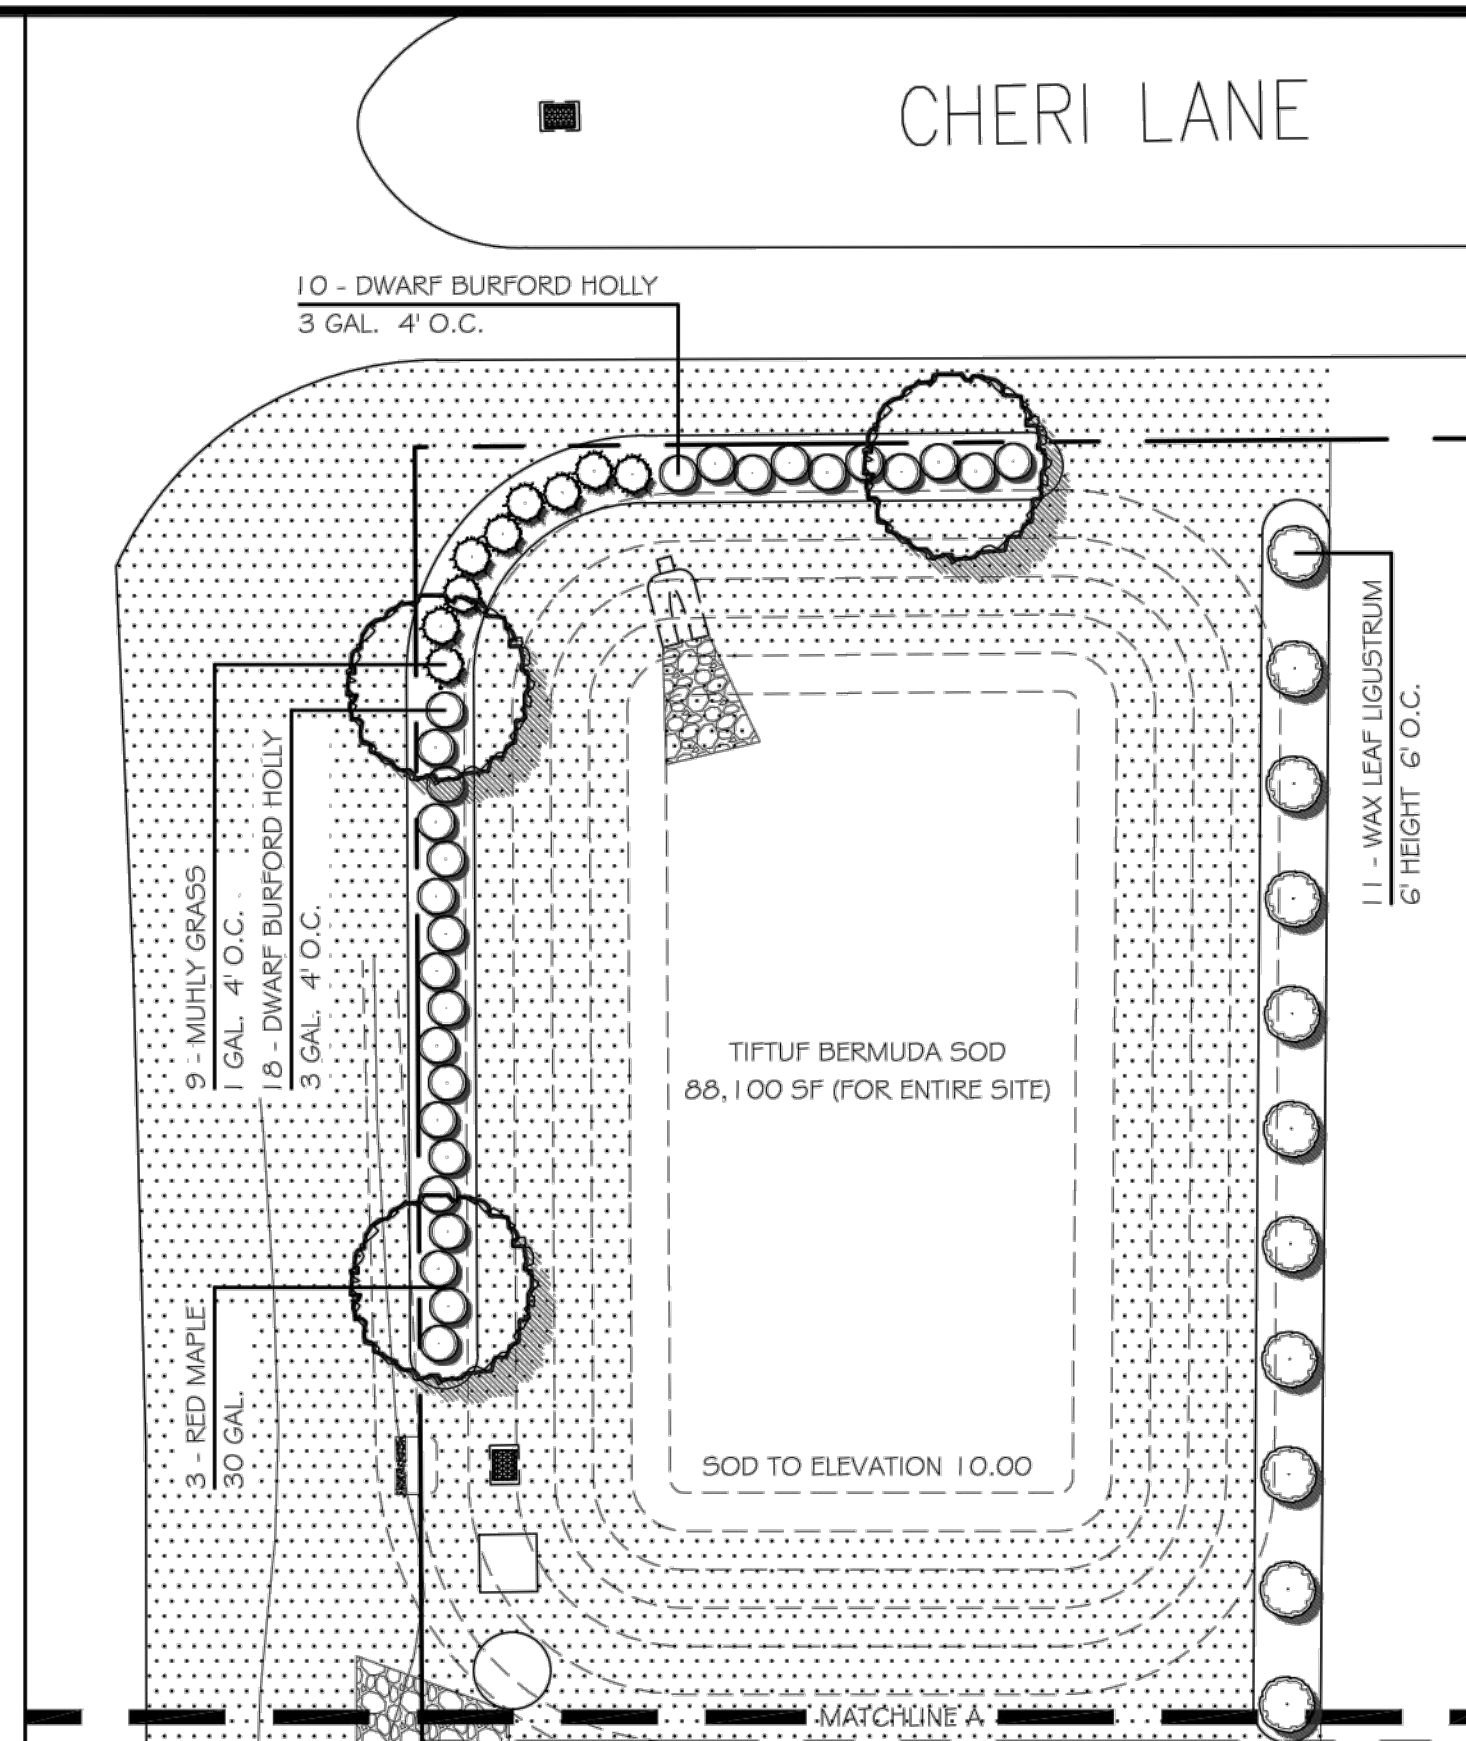 CHERI LANE
10 - DWARF BURFORD HOLLY
3 GAL. 4' O.C.
11 - WAX LEAF LIGUSTRUM
6' HEIGHT 6' O.C.
9 - MUHLY GRASS
1 GAL. 4' O.C.
18 - DWARF BURFORD HOLLY
3 GAL. 4' O.C.
TIFTUF BERMUDA SOD
88,100 SF (FOR ENTIRE SITE)
3 - RED MAPLE
30 GAL.
SOD TO ELEVATION 10.00
MATCHLINE A